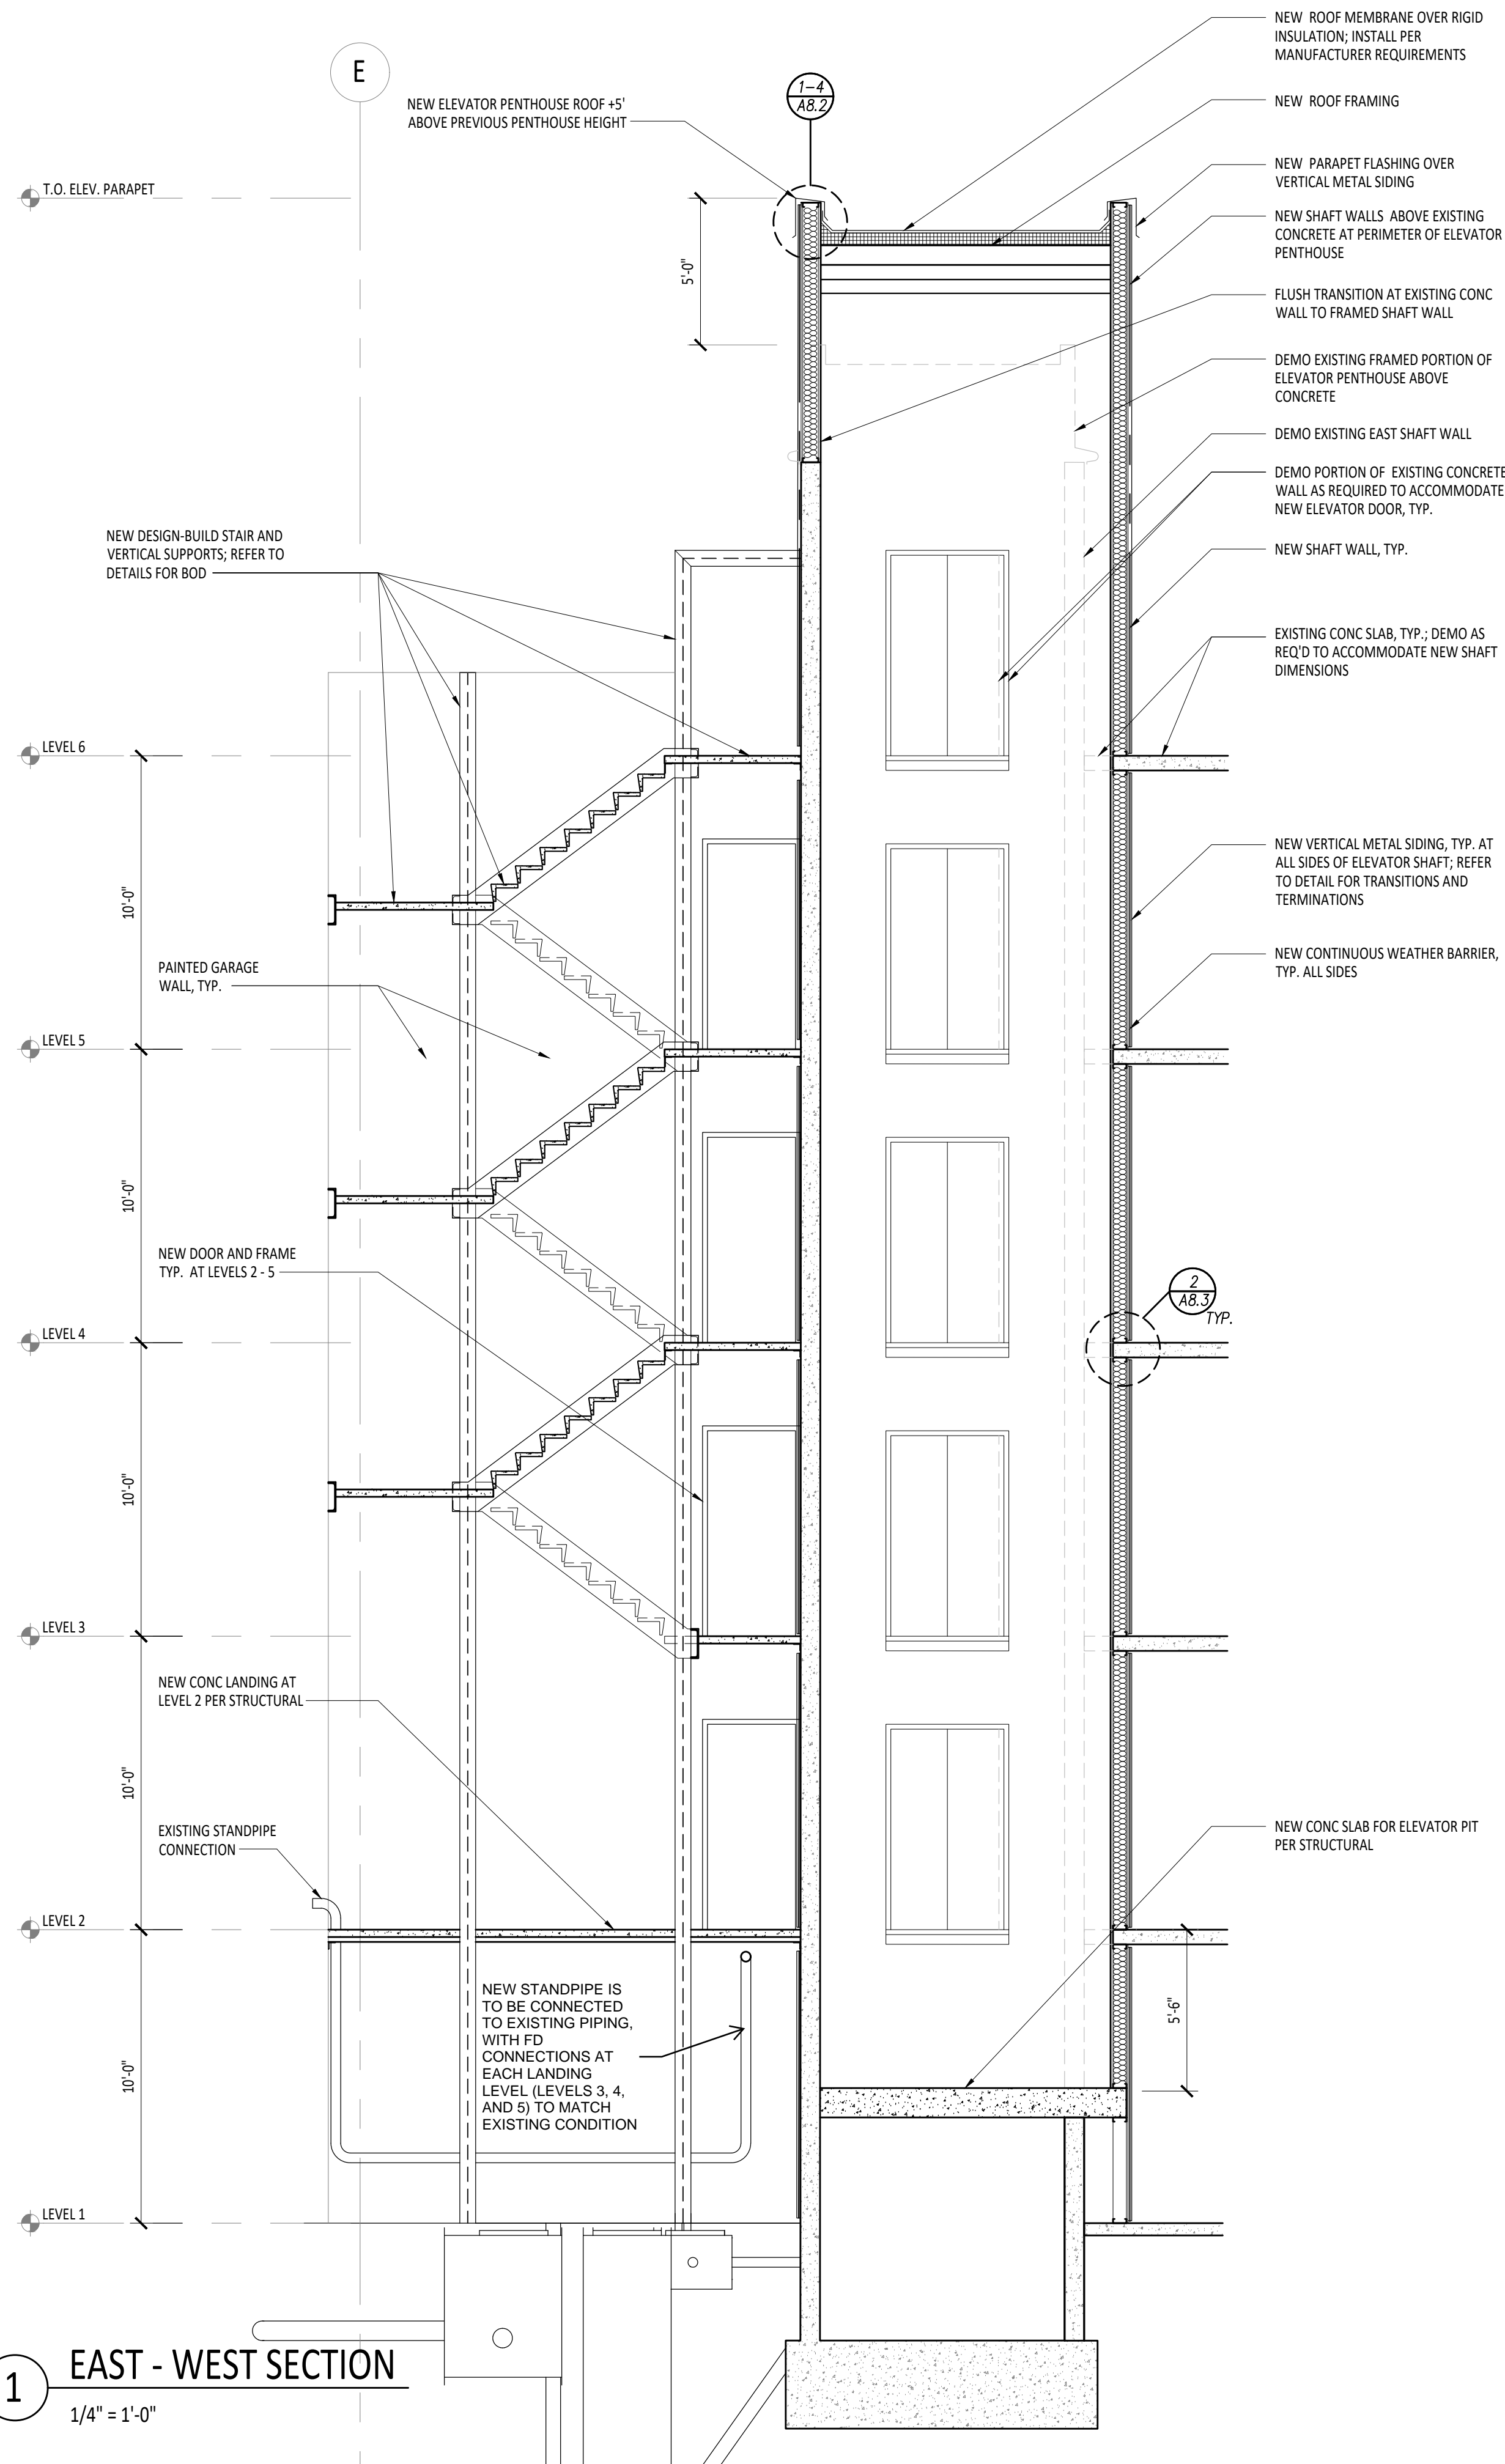 E
NEW ELEVATOR PENTHOUSE ROOF +5'
ABOVE PREVIOUS PENTHOUSE HEIGHT
1-4
A8.2
NEW ROOF MEMBRANE OVER RIGID
INSULATION; INSTALL PER
MANUFACTURER REQUIREMENTS
NEW ROOF FRAMING
NEW PARAPET FLASHING OVER
VERTICAL METAL SIDING
NEW SHAFT WALLS ABOVE EXISTING
CONCRETE AT PERIMETER OF ELEVATOR
PENTHOUSE
FLUSH TRANSITION AT EXISTING CONC
WALL TO FRAMED SHAFT WALL
DEMO EXISTING FRAMED PORTION OF
ELEVATOR PENTHOUSE ABOVE
CONCRETE
DEMO EXISTING EAST SHAFT WALL
DEMO PORTION OF EXISTING CONCRETE
WALL AS REQUIRED TO ACCOMMODATE
NEW ELEVATOR DOOR, TYP.
NEW SHAFT WALL, TYP.
EXISTING CONC SLAB, TYP.; DEMO AS
REQ'D TO ACCOMMODATE NEW SHAFT
DIMENSIONS
NEW VERTICAL METAL SIDING, TYP. AT
ALL SIDES OF ELEVATOR SHAFT; REFER
TO DETAIL FOR TRANSITIONS AND
TERMINATIONS
NEW CONTINUOUS WEATHER BARRIER,
TYP. ALL SIDES
2
A8.3
TYP.
NEW CONC SLAB FOR ELEVATOR PIT
PER STRUCTURAL
5'-6"
T.O. ELEV. PARAPET
5'-0"
NEW DESIGN-BUILD STAIR AND
VERTICAL SUPPORTS; REFER TO
DETAILS FOR BOD
LEVEL 6
10'-0"
PAINTED GARAGE
WALL, TYP.
LEVEL 5
10'-0"
NEW DOOR AND FRAME
TYP. AT LEVELS 2 - 5
LEVEL 4
10'-0"
LEVEL 3
NEW CONC LANDING AT
LEVEL 2 PER STRUCTURAL
10'-0"
EXISTING STANDPIPE
CONNECTION
LEVEL 2
NEW STANDPIPE IS
TO BE CONNECTED
TO EXISTING PIPING,
WITH FD
CONNECTIONS AT
EACH LANDING
LEVEL (LEVELS 3, 4,
AND 5) TO MATCH
EXISTING CONDITION
10'-0"
LEVEL 1
1
EAST - WEST SECTION
1/4" = 1'-0"